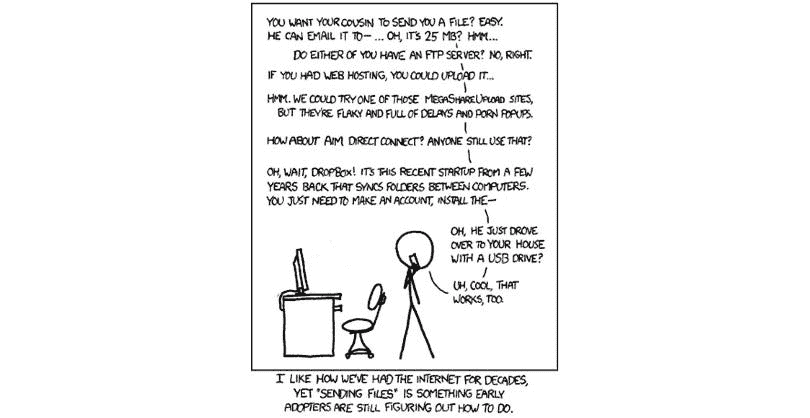 YOU WANT YOUR COUSIN TO SEND YOU A FILE? EASY.
HE CAN EMAIL IT TO— ... OH, IT'S 25 MB? HMM...
DO EITHER OF YOU HAVE AN FTP SERVER? NO, RIGHT.
IF YOU HAD WEB HOSTING, YOU COULD UPLOAD IT...
HMM. WE COULD TRY ONE OF THOSE MEGASHAREUPLOAD SITES,
BUT THEY'RE FLAKY AND FULL OF DELAYS AND PORN POPUPS.
HOW ABOUT AIM DIRECT CONNECT? ANYONE STILL USE THAT?
OH, WAIT, DROPBOX! IT'S THIS RECENT STARTUP FROM A FEW
YEARS BACK THAT SYNCS FOLDERS BETWEEN COMPUTERS.
YOU JUST NEED TO MAKE AN ACCOUNT, INSTALL THE—
OH, HE JUST DROVE
OVER TO YOUR HOUSE
WITH A USB DRIVE?
UH, COOL, THAT
WORKS, TOO.
I LIKE HOW WE'VE HAD THE INTERNET FOR DECADES,
YET "SENDING FILES" IS SOMETHING EARLY
ADOPTERS ARE STILL FIGURING OUT HOW TO DO.